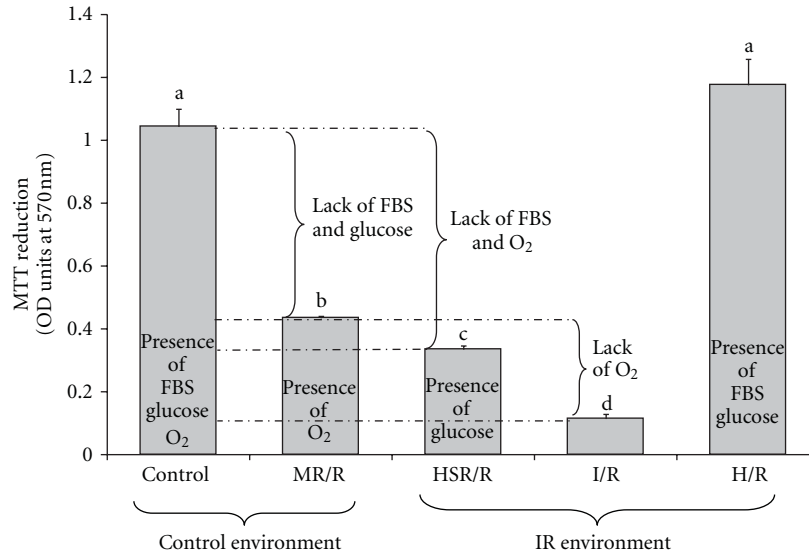 MTT reduction
(OD units at 570nm)
1.4
1.2
1
0.8
0.6
0.4
0.2
0
a
b
c
d
a
Lack of FBS
and glucose
Lack of FBS
and O2
Lack
of O2
Presence
of
FBS
glucose
O2
Presence
of
O2
Presence
of
glucose
Presence
of
FBS
glucose
Control
MR/R
HSR/R
I/R
H/R
Control environment
IR environment